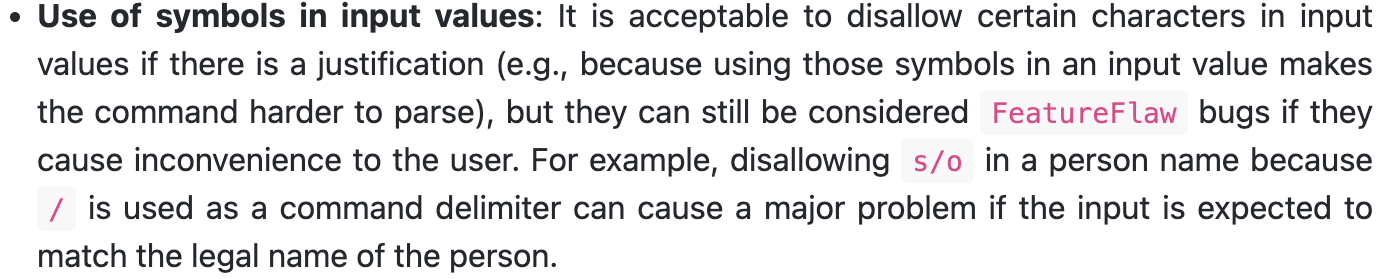 • Use of symbols in input values: It is acceptable to disallow certain characters in input
values if there is a justification (e.g., because using those symbols in an input value makes
the command harder to parse), but they can still be considered FeatureFlaw bugs if they
cause inconvenience to the user. For example, disallowing s/o in a person name because
/ is used as a command delimiter can cause a major problem if the input is expected to
match the legal name of the person.